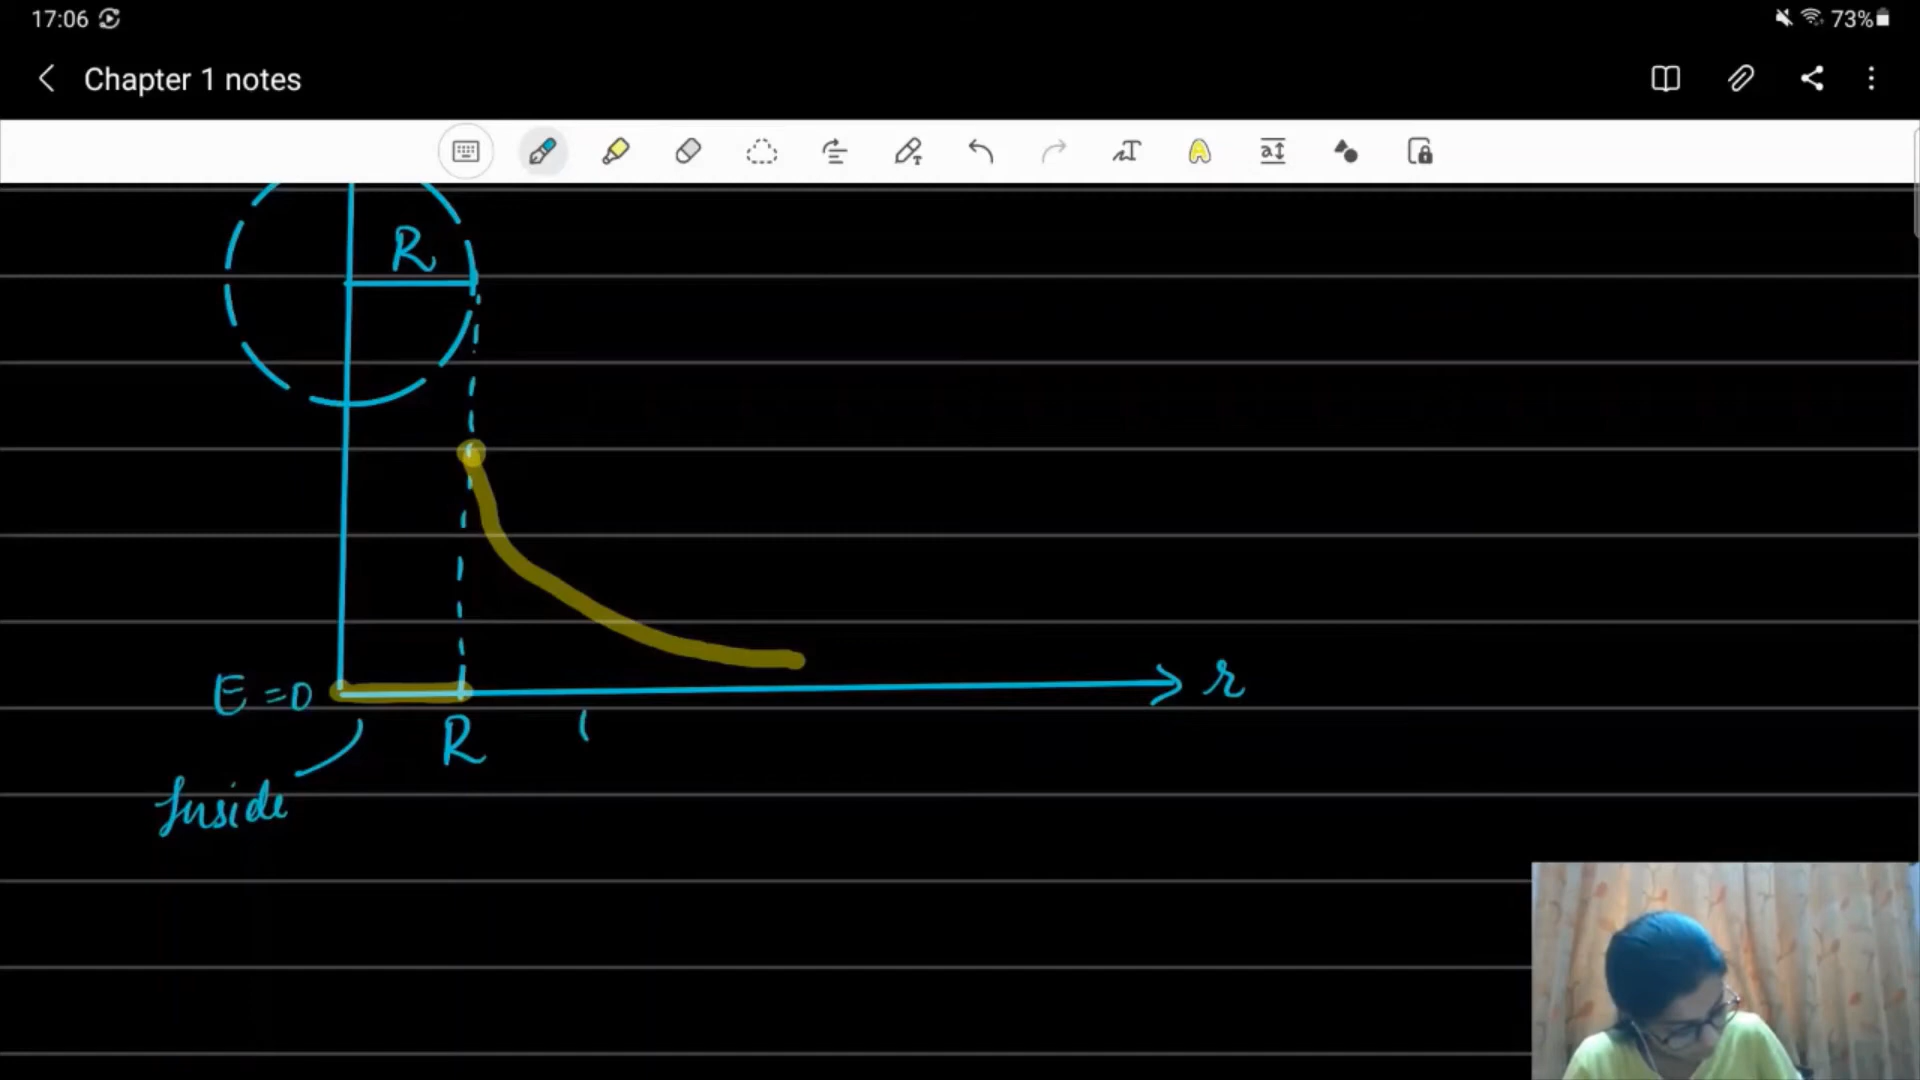 17:06
73%
Chapter 1 notes
R
E = 0
r
R
Inside